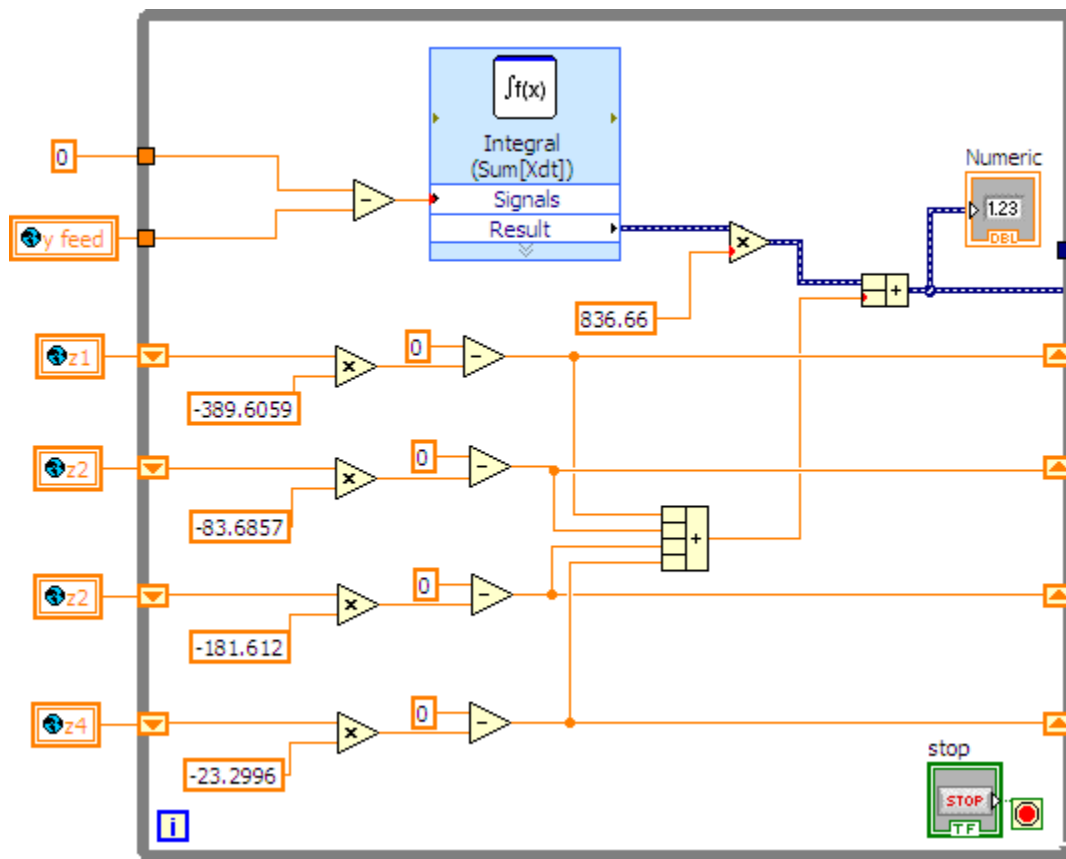 ∫f(x)
Integral
(Sum[Xdt])
Signals
Result
0
y feed
-
×
836.66
+
Numeric
1.23
DBL
z1
×
-389.6059
0
-
z2
×
-83.6857
0
-
+
z2
×
-181.612
0
-
z4
×
-23.2996
0
-
stop
STOP
TF
i